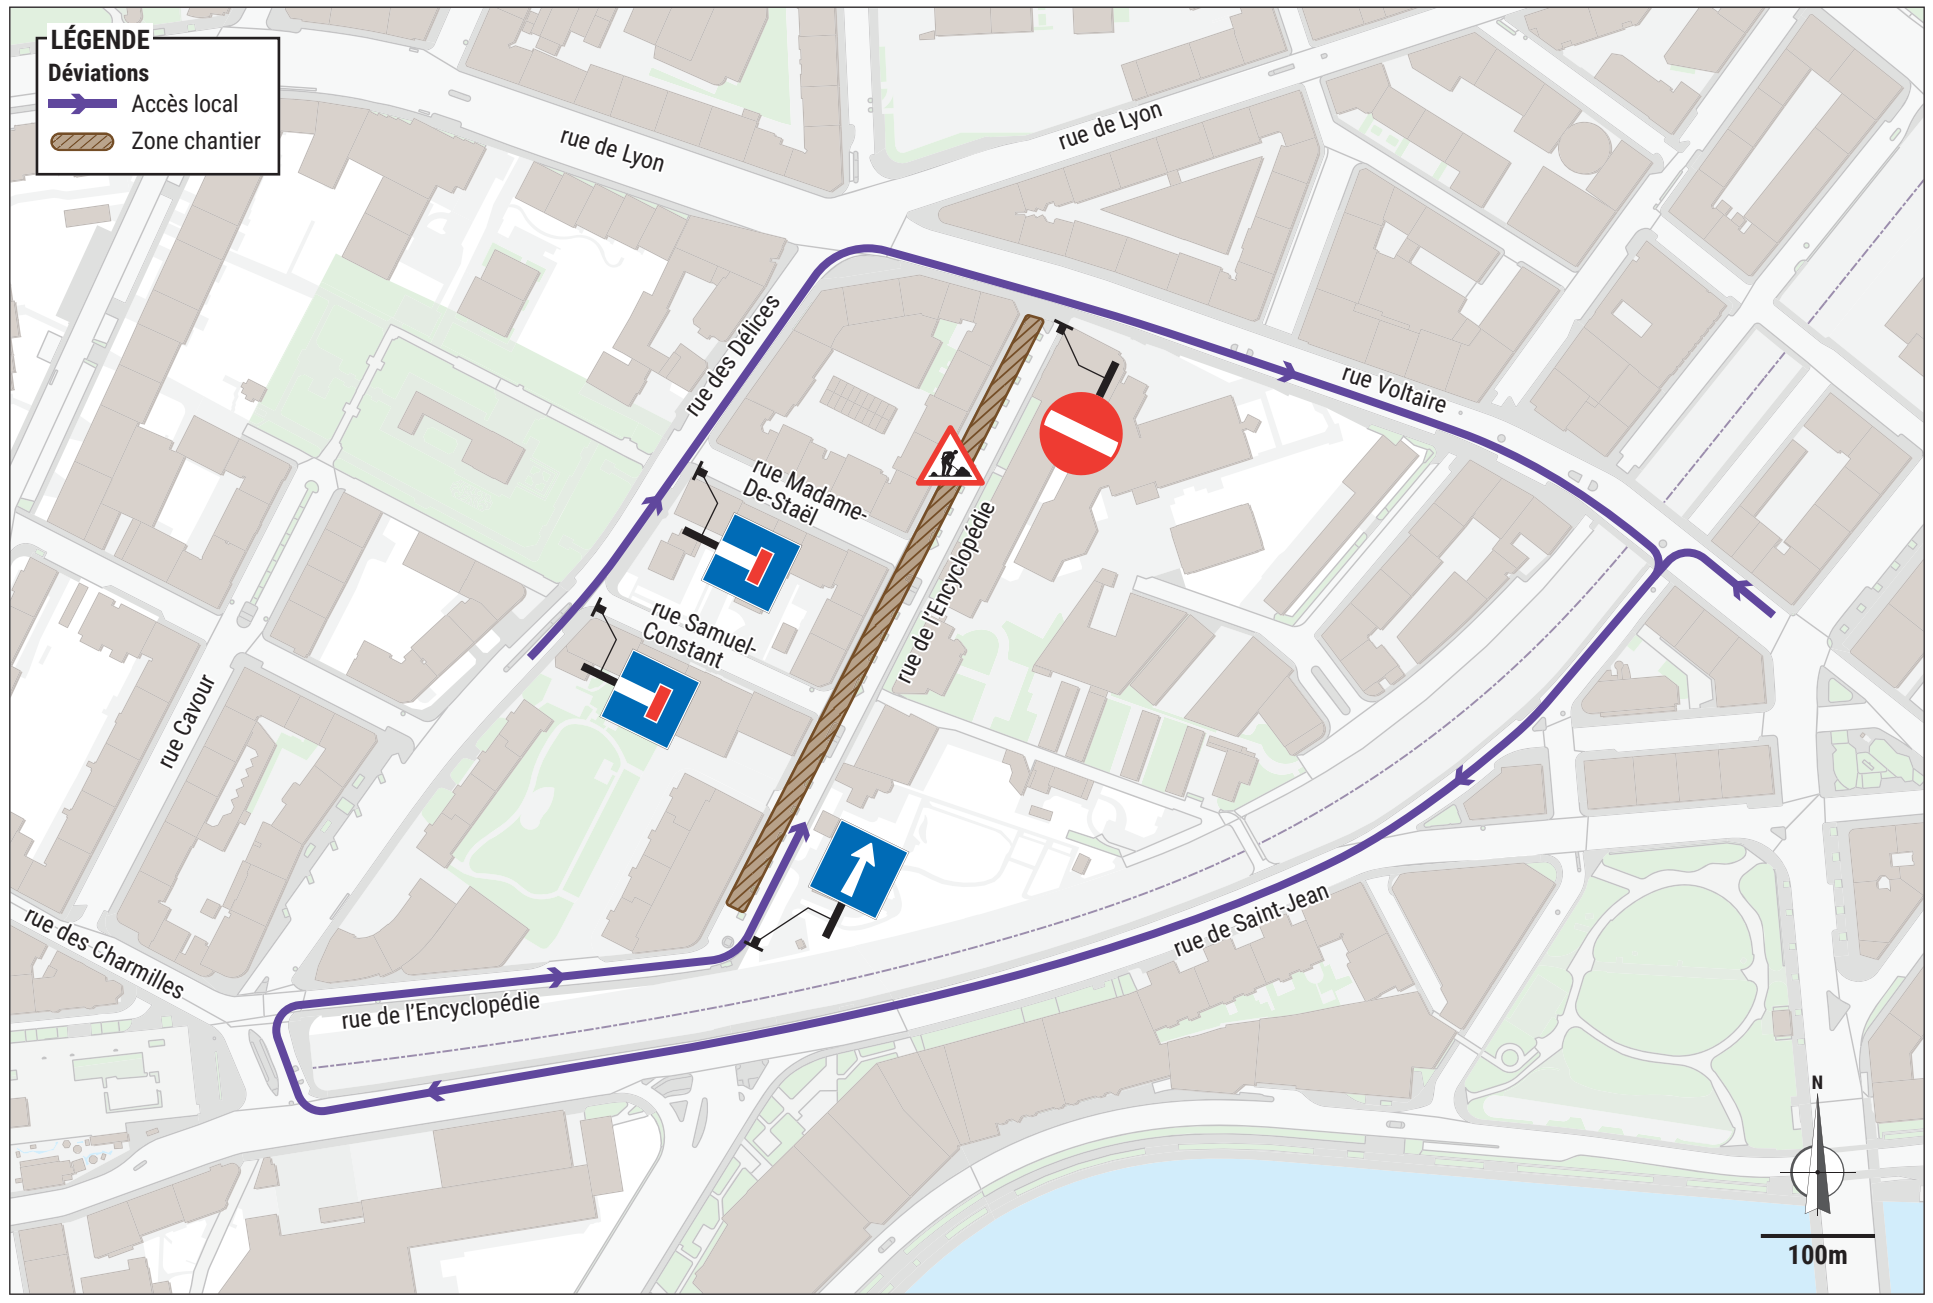 LÉGENDE
Déviations
Accès local
Zone chantier
rue de Lyon
rue de Lyon
rue des Délices
rue Voltaire
rue Madame-
De-Staël
rue de l'Encyclopédie
rue Samuel-
Constant
rue Cavour
rue des Charmilles
rue de l'Encyclopédie
rue de Saint-Jean
N
100m